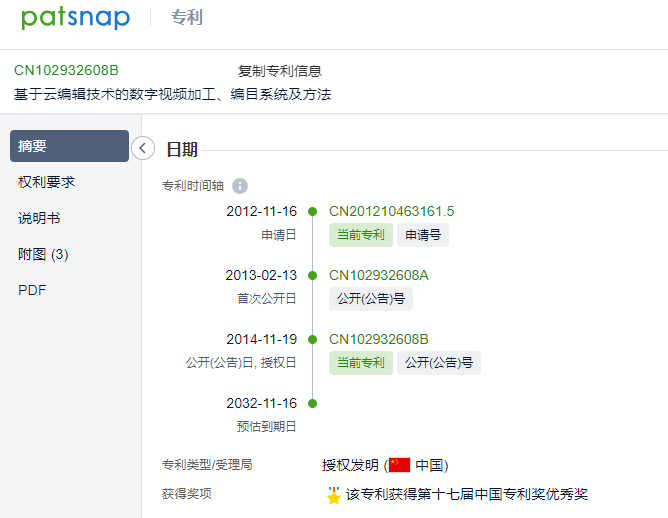 patsnap 专利
CN102932608B 复制专利信息
基于云编辑技术的数字视频加工、编目系统及方法
摘要
权利要求
说明书
附图 (3)
PDF
日期
专利时间轴
2012-11-16 CN201210463161.5
申请日 当前专利 申请号
2013-02-13 CN102932608A
首次公开日 公开(公告)号
2014-11-19 CN102932608B
公开(公告)日, 授权日 当前专利 公开(公告)号
2032-11-16
预估到期日
专利类型/受理局 授权发明 (中国)
获得奖项 该专利获得第十七届中国专利奖优秀奖